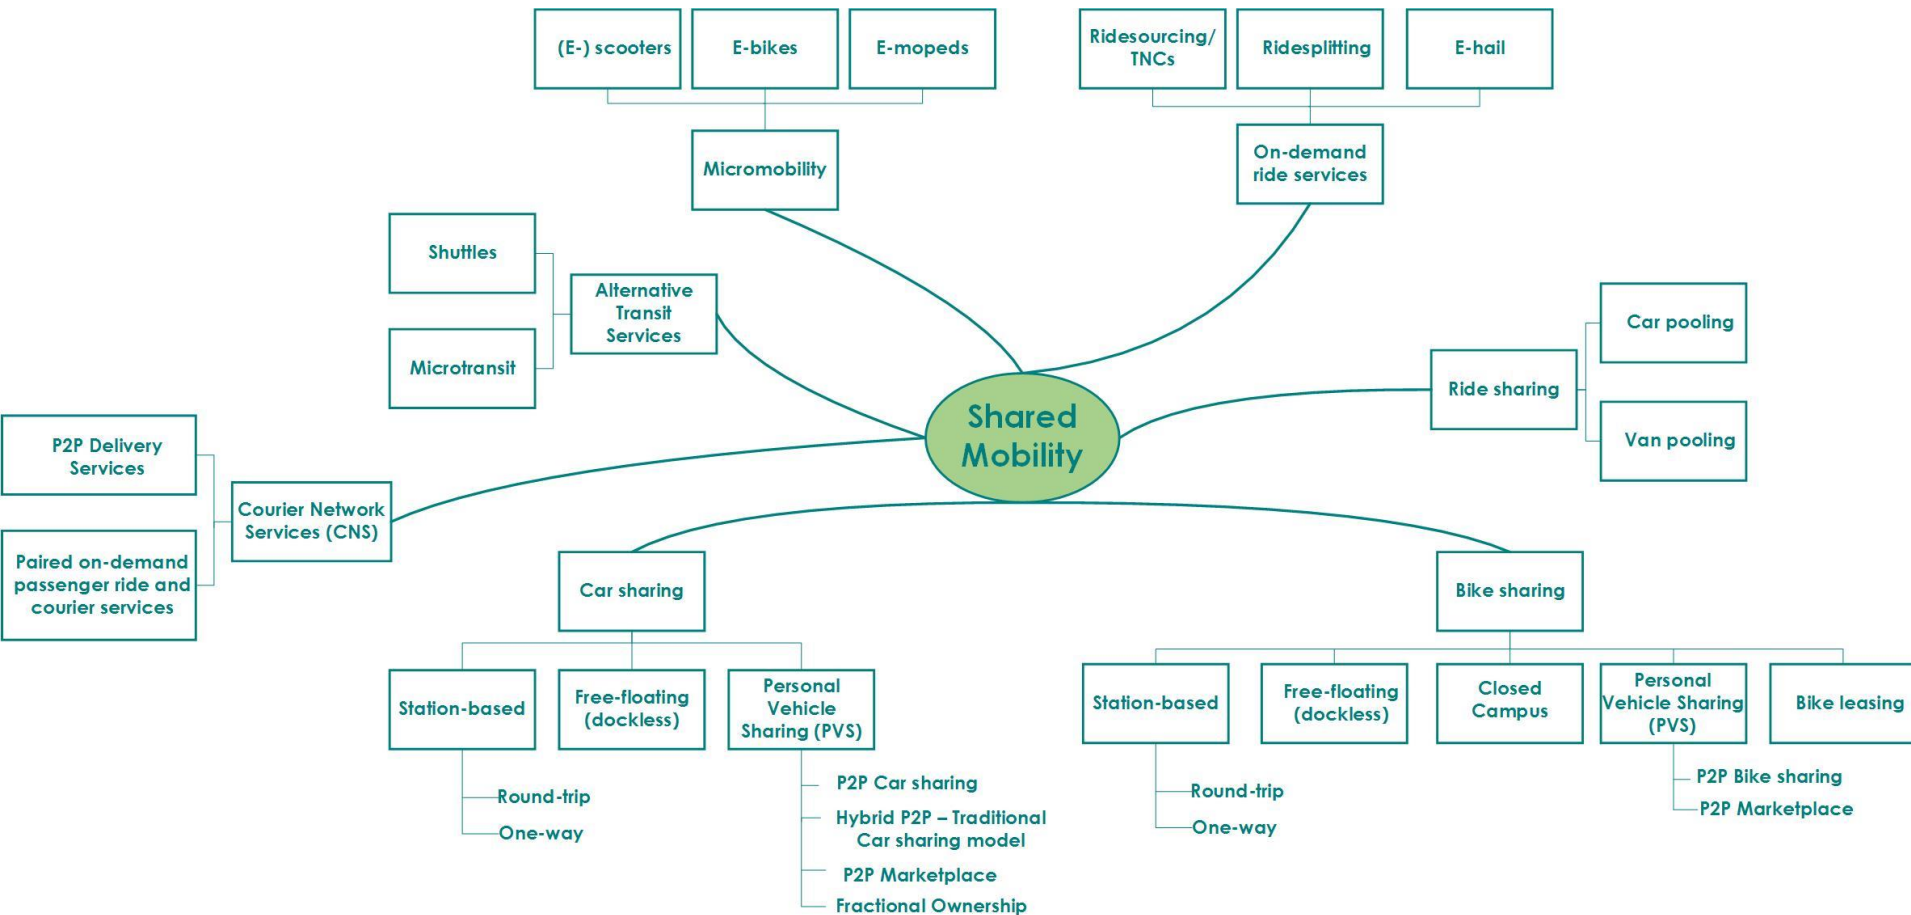 (E-) scooters
E-bikes
E-mopeds
Ridesourcing/
TNCs
Ridesplitting
E-hail
Micromobility
On-demand
ride services
Shuttles
Microtransit
Alternative
Transit
Services
Car pooling
Ride sharing
Van pooling
Shared
Mobility
P2P Delivery
Services
Courier Network
Services (CNS)
Paired on-demand
passenger ride and
courier services
Car sharing
Station-based
Free-floating
(dockless)
Personal
Vehicle
Sharing (PVS)
Round-trip
One-way
P2P Car sharing
Hybrid P2P – Traditional
Car sharing model
P2P Marketplace
Fractional Ownership
Bike sharing
Station-based
Free-floating
(dockless)
Closed
Campus
Personal
Vehicle Sharing
(PVS)
Bike leasing
Round-trip
One-way
P2P Bike sharing
P2P Marketplace